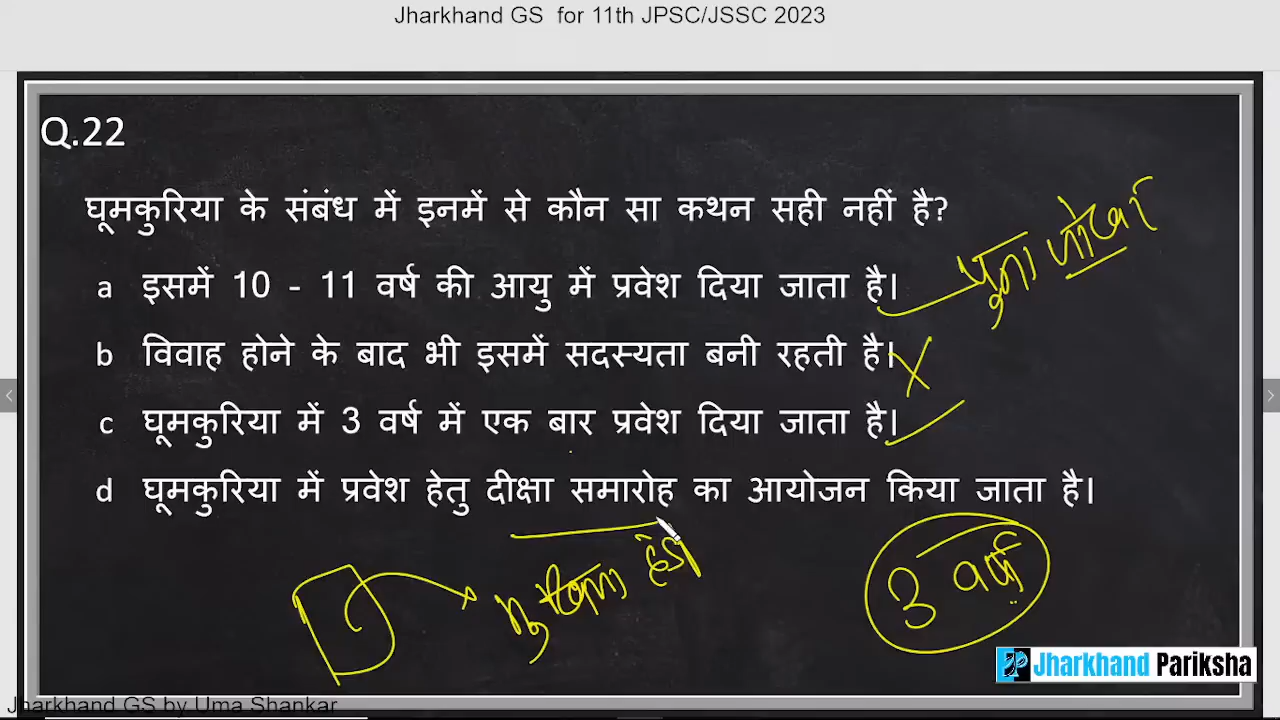 Jharkhand GS for 11th JPSC/JSSC 2023
Q.22
घूमकुरिया के संबंध में इनमें से कौन सा कथन सही नहीं है?
a इसमें 10 - 11 वर्ष की आयु में प्रवेश दिया जाता है।
b विवाह होने के बाद भी इसमें सदस्यता बनी रहती है।
c घूमकुरिया में 3 वर्ष में एक बार प्रवेश दिया जाता है।
d घूमकुरिया में प्रवेश हेतु दीक्षा समारोह का आयोजन किया जाता है।
3 वर्ष
Jharkhand Pariksha
Jharkhand GS by Uma Shankar